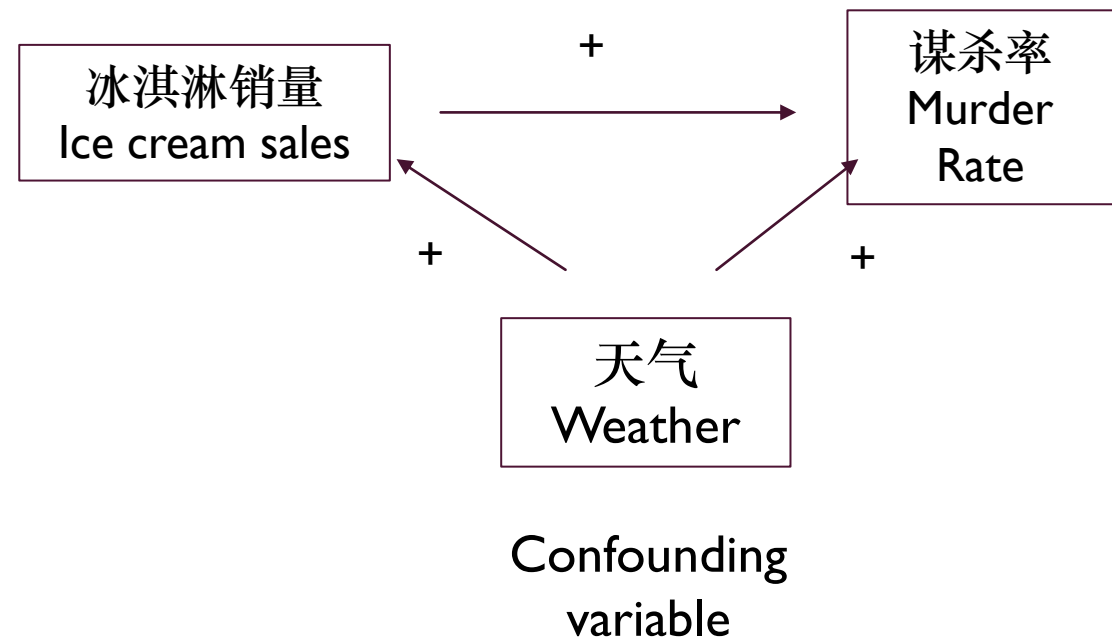 +
冰淇淋销量
Ice cream sales
谋杀率
Murder
Rate
+
+
天气
Weather
Confounding
variable